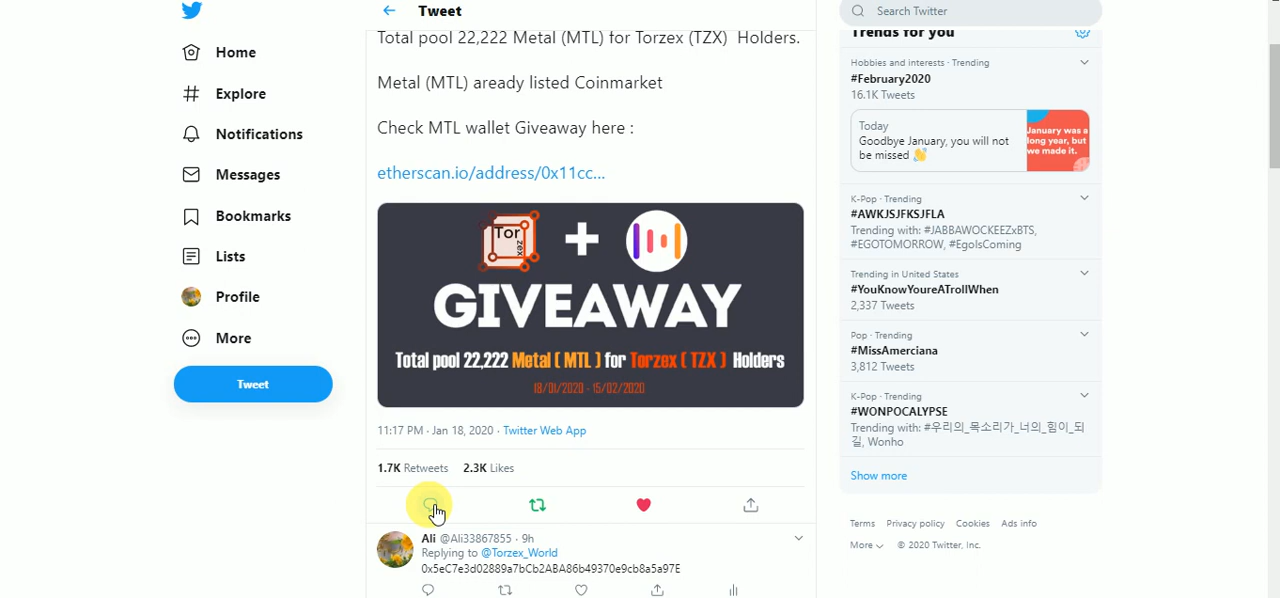 Tweet
Search Twitter
Home
Explore
Notifications
Messages
Bookmarks
Lists
Profile
More
Tweet
Total pool 22,222 Metal (MTL) for Torzex (TZX) Holders.
Metal (MTL) aready listed Coinmarket
Check MTL wallet Giveaway here :
etherscan.io/address/0x11cc...
Tor
zex
+
GIVEAWAY
Total pool 22,222 Metal ( MTL ) for Torzex ( TZX ) Holders
18/01/2020 - 15/02/2020
11:17 PM · Jan 18, 2020 · Twitter Web App
1.7K Retweets 2.3K Likes
Ali @Ali33867855 · 9h
Replying to @Torzex_World
0x5eC7e3d02889a7bCb2ABA86b49370e9cb8a5a97E
Trends for you
Hobbies and interests · Trending
#February2020
16.1K Tweets
Today
Goodbye January, you will not
be missed 👋
January was a
long year, but
we made it.
K-Pop · Trending
#AWKJSJFKSJFLA
Trending with: #JABBAWOCKEEZxBTS,
#EGOTOMORROW, #EgoIsComing
Trending in United States
#YouKnowYoureATrollWhen
2,337 Tweets
Pop · Trending
#MissAmerciana
3,812 Tweets
K-Pop · Trending
#WONPOCALYPSE
Trending with: #우리의_목소리가_너의_힘이_되
길, Wonho
Show more
Terms Privacy policy Cookies Ads info
More © 2020 Twitter, Inc.